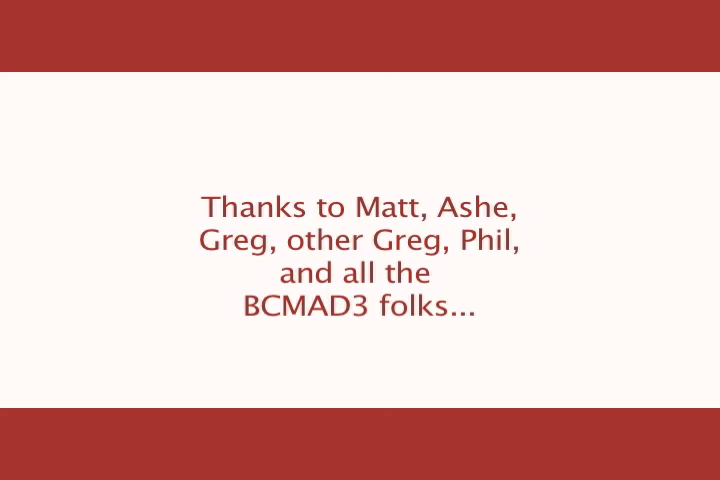 Thanks to Matt, Ashe,
Greg, other Greg, Phil,
and all the
BCMAD3 folks...